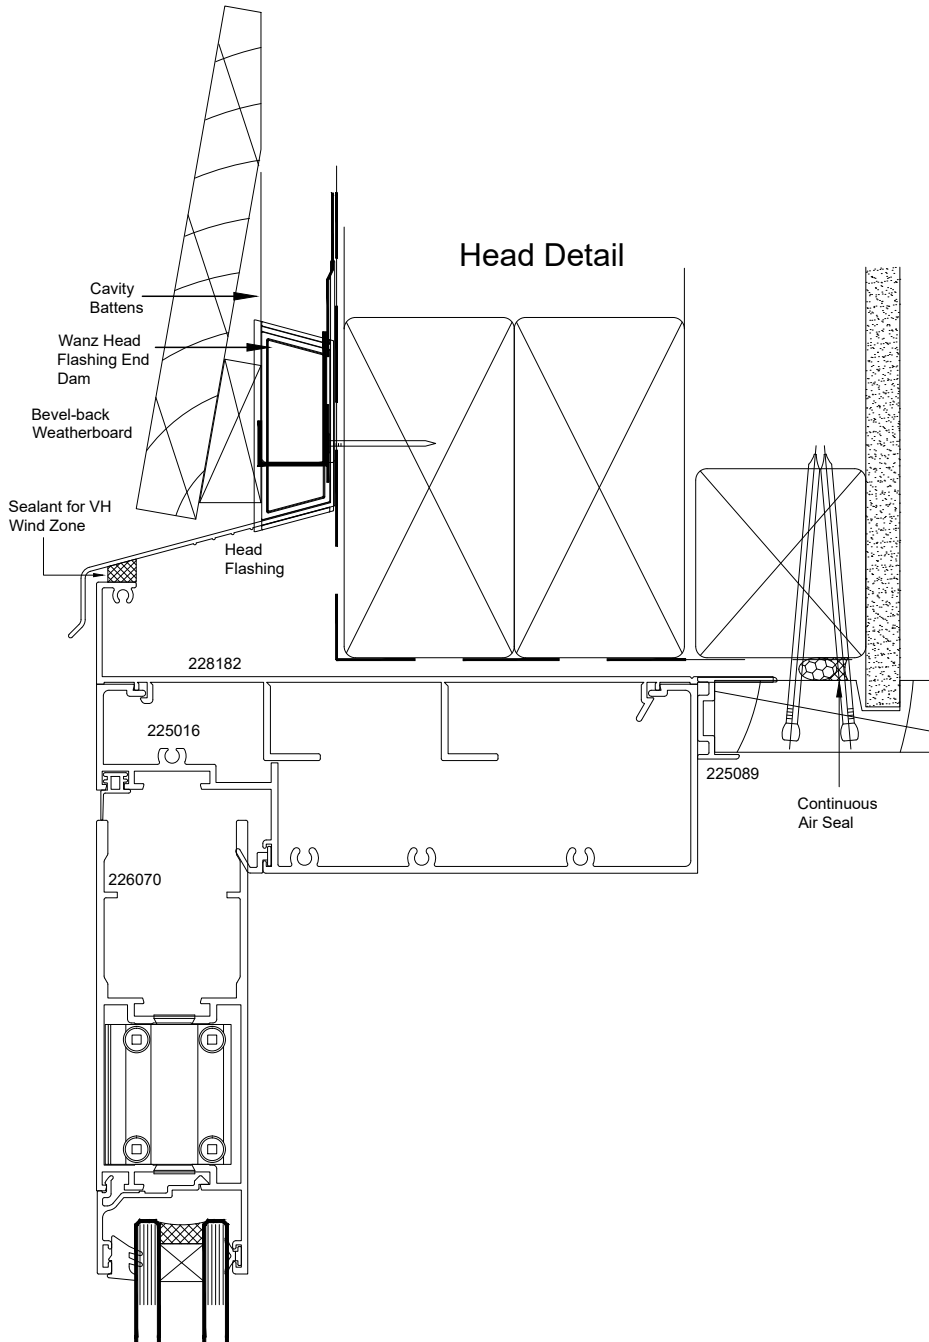 Head Detail
Cavity
Battens
Wanz Head
Flashing End
Dam
Bevel-back
Weatherboard
Sealant for VH
Wind Zone
Head
Flashing
228182
225016
225089
Continuous
Air Seal
226070